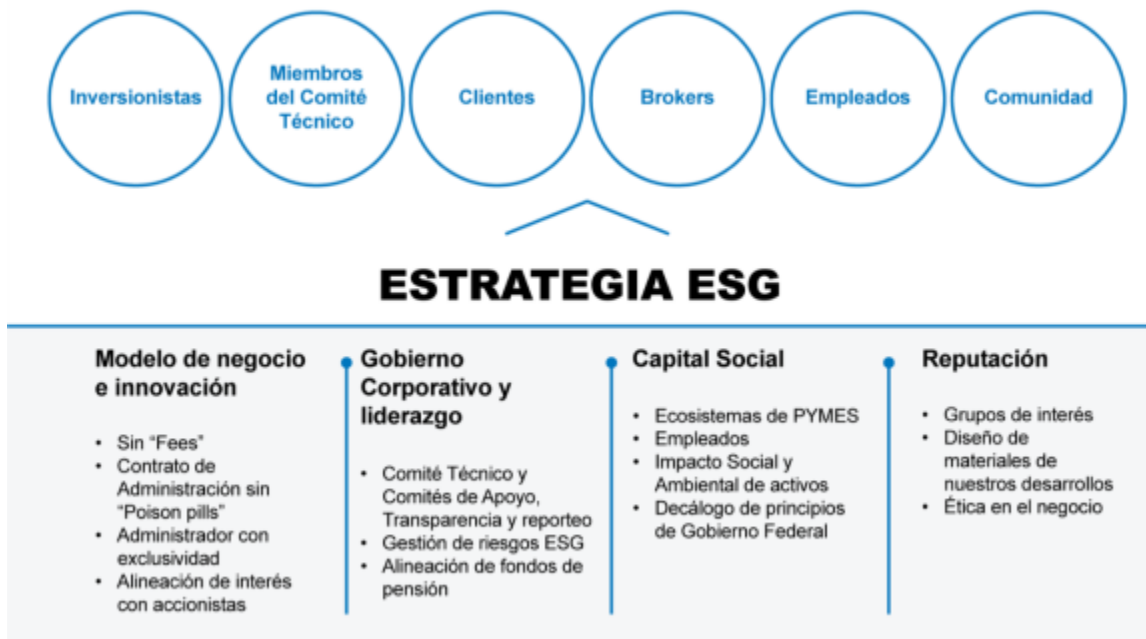 Inversionistas
Miembros
del Comité
Técnico
Clientes
Brokers
Empleados
Comunidad
ESTRATEGIA ESG
Modelo de negocio
e innovación
• Sin “Fees”
• Contrato de
Administración sin
“Poison pills”
• Administrador con
exclusividad
• Alineación de interés
con accionistas
Gobierno
Corporativo y
liderazgo
• Comité Técnico y
Comités de Apoyo,
Transparencia y reporteo
• Gestión de riesgos ESG
• Alineación de fondos de
pensión
Capital Social
• Ecosistemas de PYMES
• Empleados
• Impacto Social y
Ambiental de activos
• Decálogo de principios
de Gobierno Federal
Reputación
• Grupos de interés
• Diseño de
materiales de
nuestros desarrollos
• Ética en el negocio